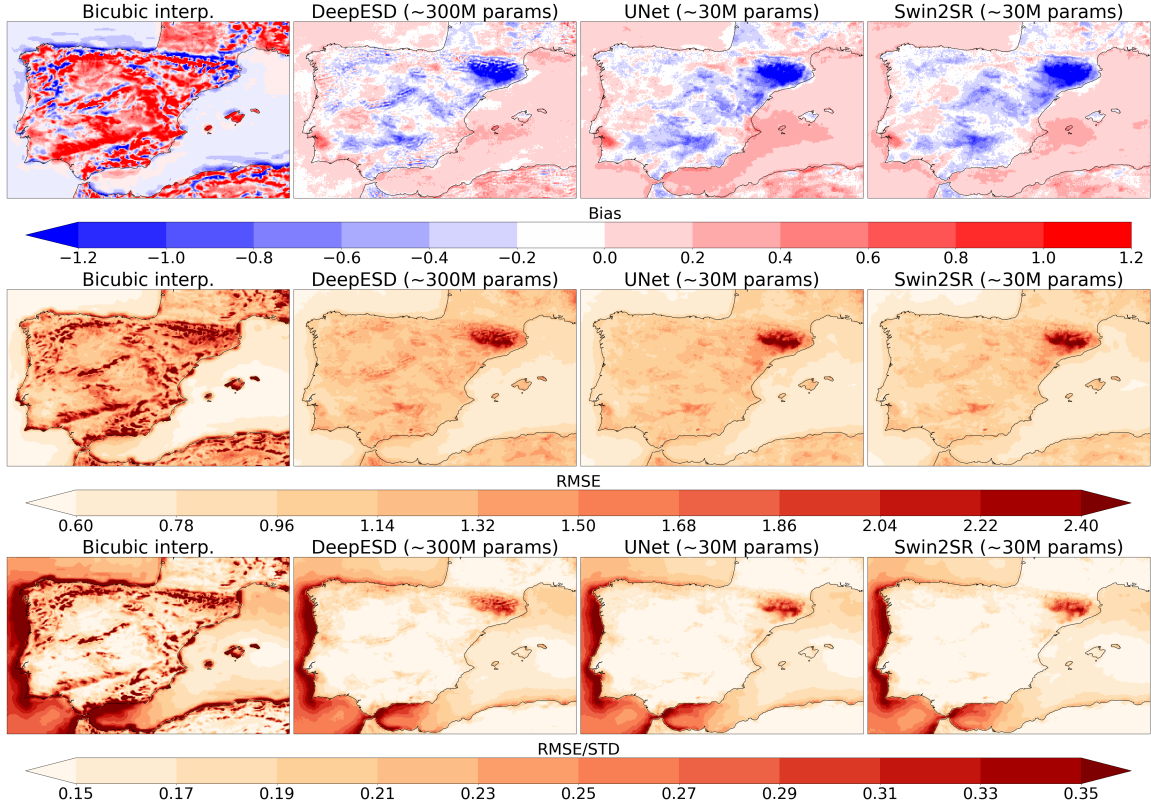 Bicubic interp. DeepESD (~300M params) UNet (~30M params) Swin2SR (~30M params)
Bias
−1.2 −1.0 −0.8 −0.6 −0.4 −0.2 0.0 0.2 0.4 0.6 0.8 1.0 1.2
Bicubic interp. DeepESD (~300M params) UNet (~30M params) Swin2SR (~30M params)
RMSE
0.60 0.78 0.96 1.14 1.32 1.50 1.68 1.86 2.04 2.22 2.40
Bicubic interp. DeepESD (~300M params) UNet (~30M params) Swin2SR (~30M params)
RMSE/STD
0.15 0.17 0.19 0.21 0.23 0.25 0.27 0.29 0.31 0.33 0.35